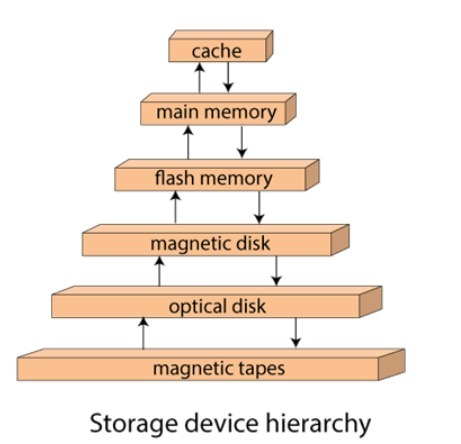 cache
main memory
flash memory
magnetic disk
optical disk
magnetic tapes
Storage device hierarchy